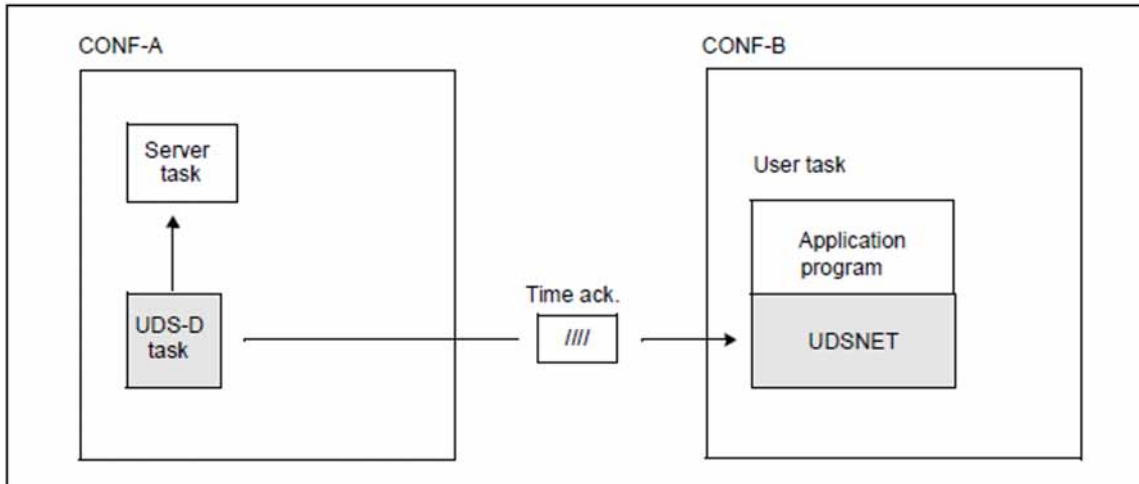 CONF-A
CONF-B
Server
task
User task
Application
program
Time ack.
UDS-D
task
////
UDSNET